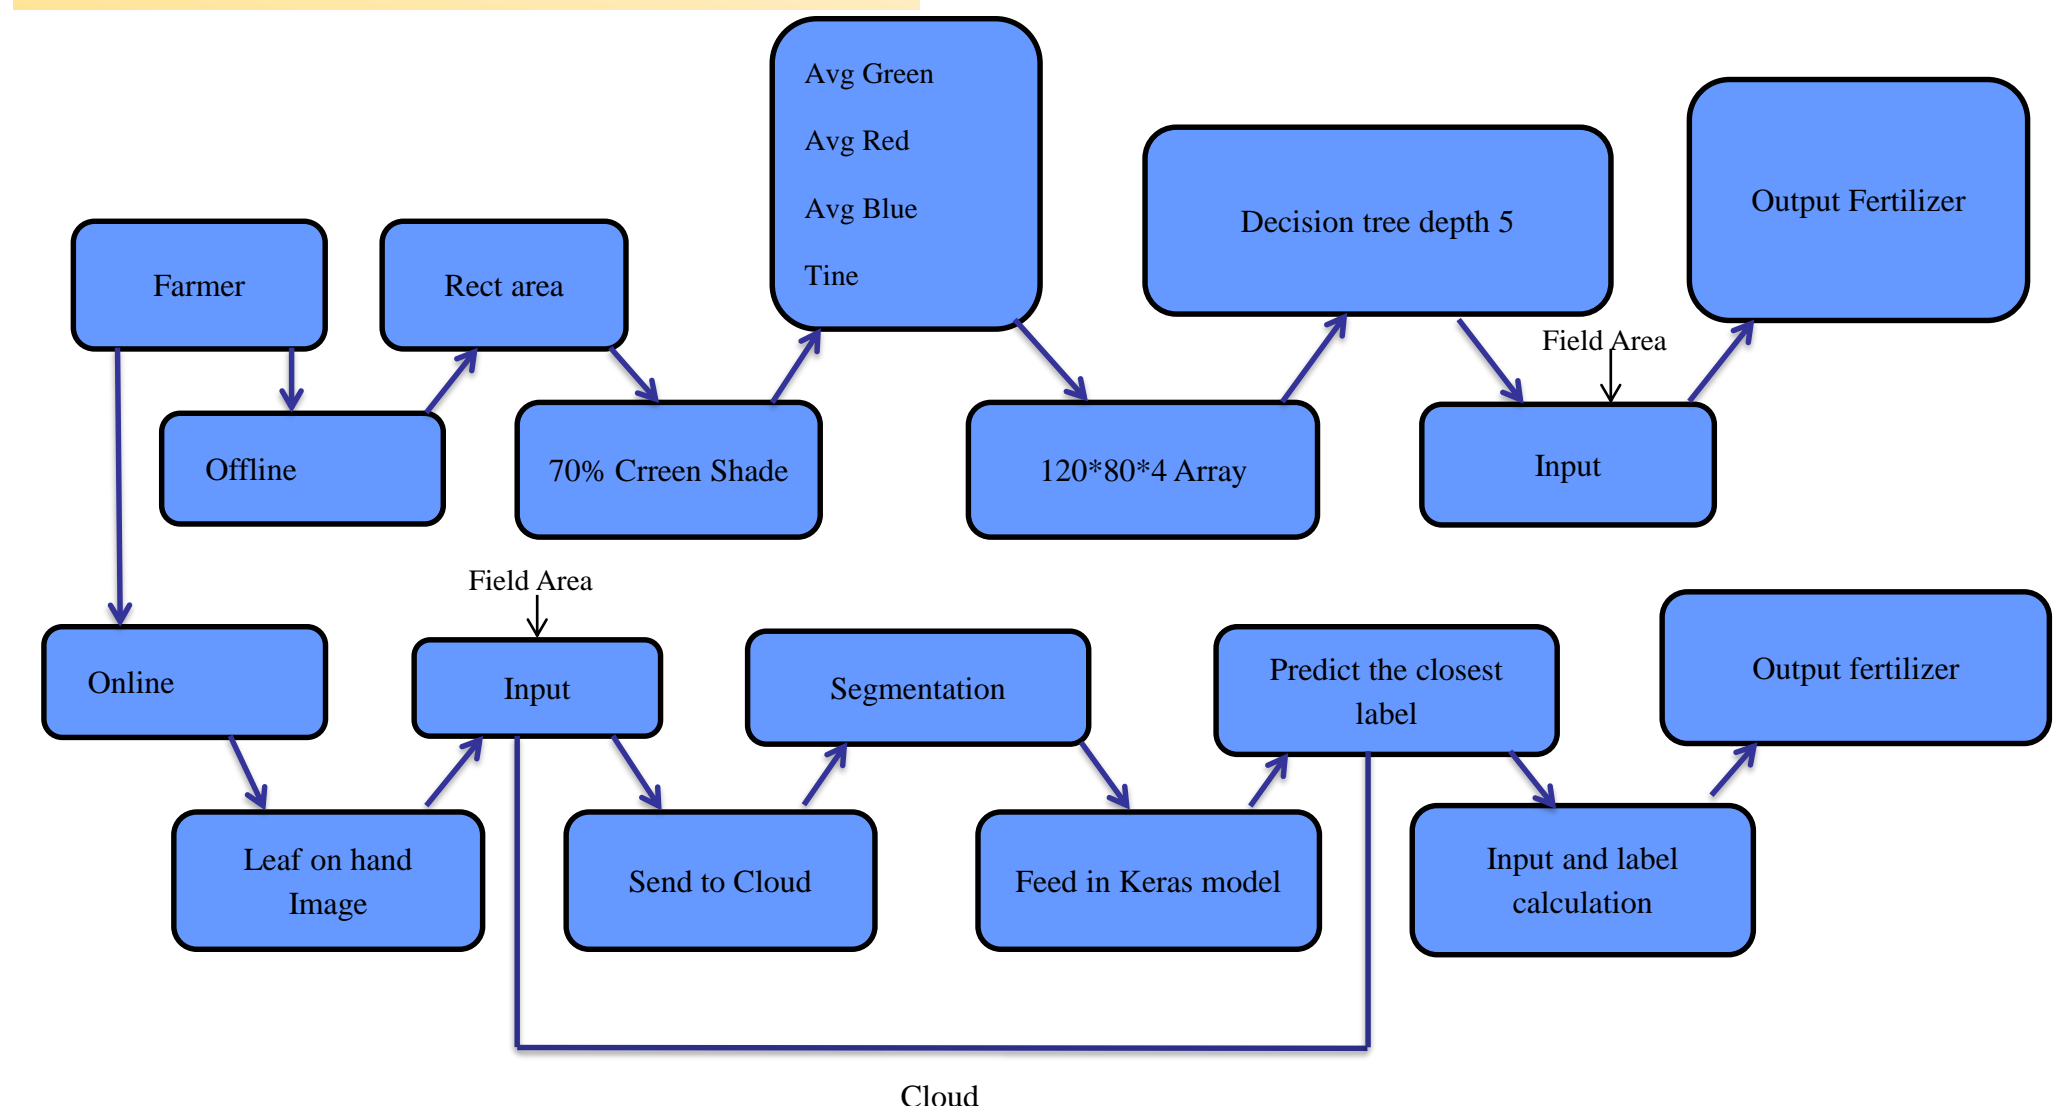 Avg Green
Avg Red
Avg Blue
Tine
Decision tree depth 5
Output Fertilizer
Farmer
Rect area
Field Area
Offline
70% Crreen Shade
120*80*4 Array
Input
Field Area
Online
Input
Segmentation
Predict the closest
label
Output fertilizer
Leaf on hand
Image
Send to Cloud
Feed in Keras model
Input and label
calculation
Cloud